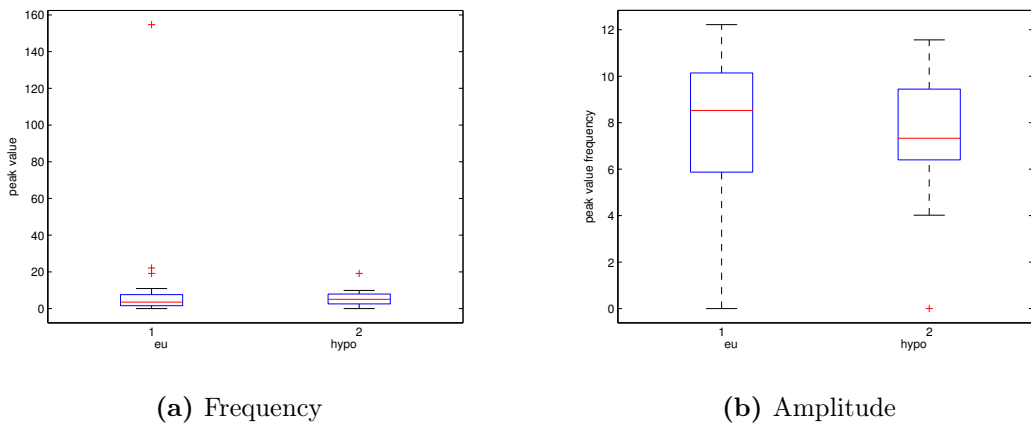 160
140
120
100
80
60
40
20
0
peak value
1
2
eu
hypo
(a) Frequency
12
10
8
6
4
2
0
peak value frequency
1
2
eu
hypo
(b) Amplitude